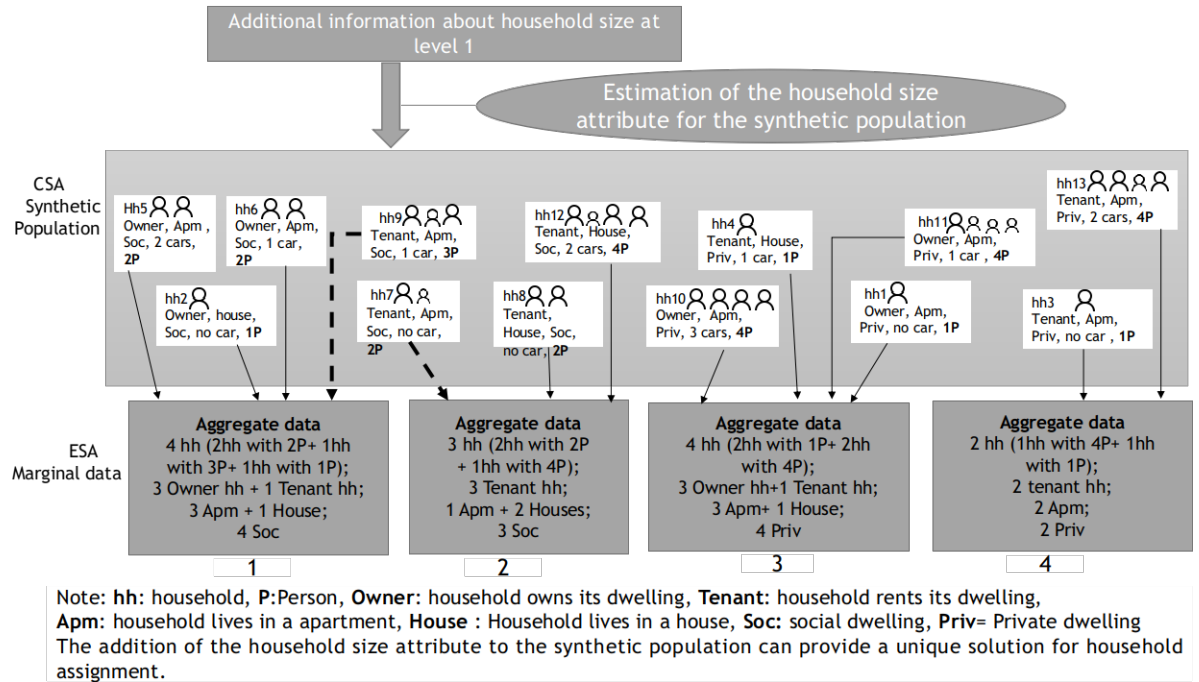 Additional information about household size at
level 1
Estimation of the household size
attribute for the synthetic population
CSA
Synthetic
Population
Hh5
Owner, Apm ,
Soc, 2 cars,
2P
hh6
Owner, Apm,
Soc, 1 car,
2P
hh2
Owner, house,
Soc, no car, 1P
hh9
Tenant, Apm,
Soc, 1 car, 3P
hh7
Tenant, Apm,
Soc, no car,
2P
hh12
Tenant, House,
Soc, 2 cars, 4P
hh8
Tenant,
House, Soc,
no car, 2P
hh4
Tenant, House,
Priv, 1 car, 1P
hh10
Owner, Apm,
Priv, 3 cars, 4P
hh11
Owner, Apm,
Priv, 1 car , 4P
hh1
Owner, Apm,
Priv, no car, 1P
hh13
Tenant, Apm,
Priv, 2 cars, 4P
hh3
Tenant, Apm,
Priv, no car , 1P
ESA
Marginal data
Aggregate data
4 hh (2hh with 2P+ 1hh
with 3P+ 1hh with 1P);
3 Owner hh + 1 Tenant hh;
3 Apm + 1 House;
4 Soc
1
Aggregate data
3 hh (2hh with 2P
+ 1hh with 4P);
3 Tenant hh;
1 Apm + 2 Houses;
3 Soc
2
Aggregate data
4 hh (2hh with 1P+ 2hh
with 4P);
3 Owner hh+1 Tenant hh;
3 Apm+ 1 House;
4 Priv
3
Aggregate data
2 hh (1hh with 4P+ 1hh
with 1P);
2 tenant hh;
2 Apm;
2 Priv
4
Note: hh: household, P:Person, Owner: household owns its dwelling, Tenant: household rents its dwelling,
Apm: household lives in a apartment, House : Household lives in a house, Soc: social dwelling, Priv= Private dwelling
The addition of the household size attribute to the synthetic population can provide a unique solution for household
assignment.